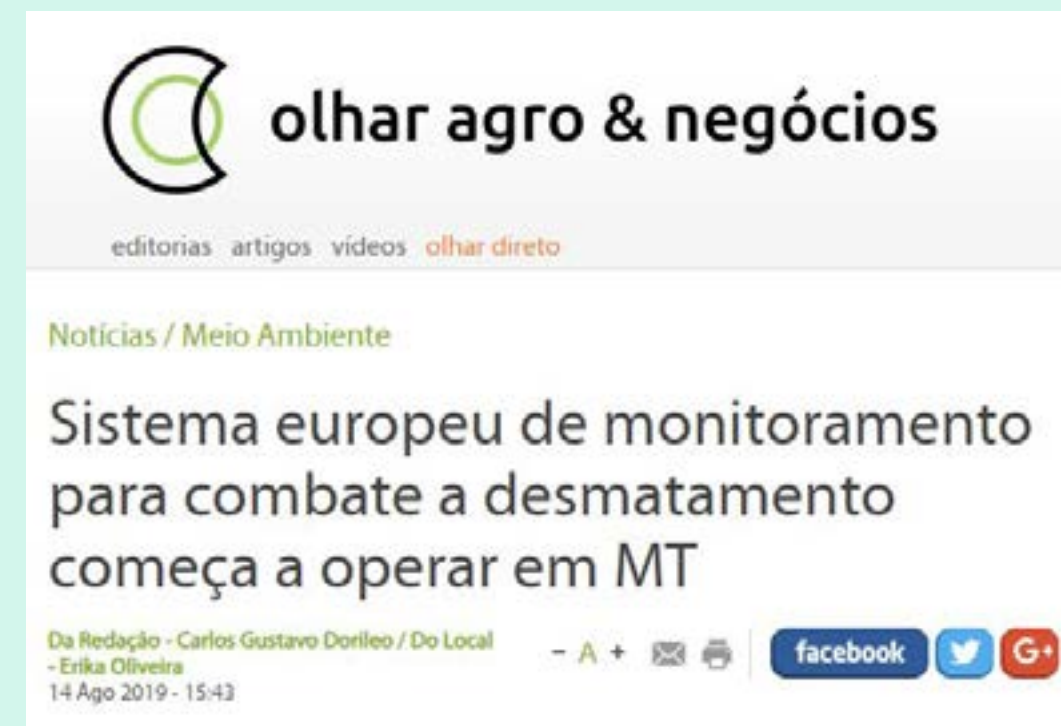 olhar agro & negócios
editorias artigos vídeos olhar direto
Notícias / Meio Ambiente
Sistema europeu de monitoramento
para combate a desmatamento
começa a operar em MT
Da Redação - Carlos Gustavo Dorileo / Do Local
- Erika Oliveira
14 Ago 2019 - 15:43
- A +
facebook
G+